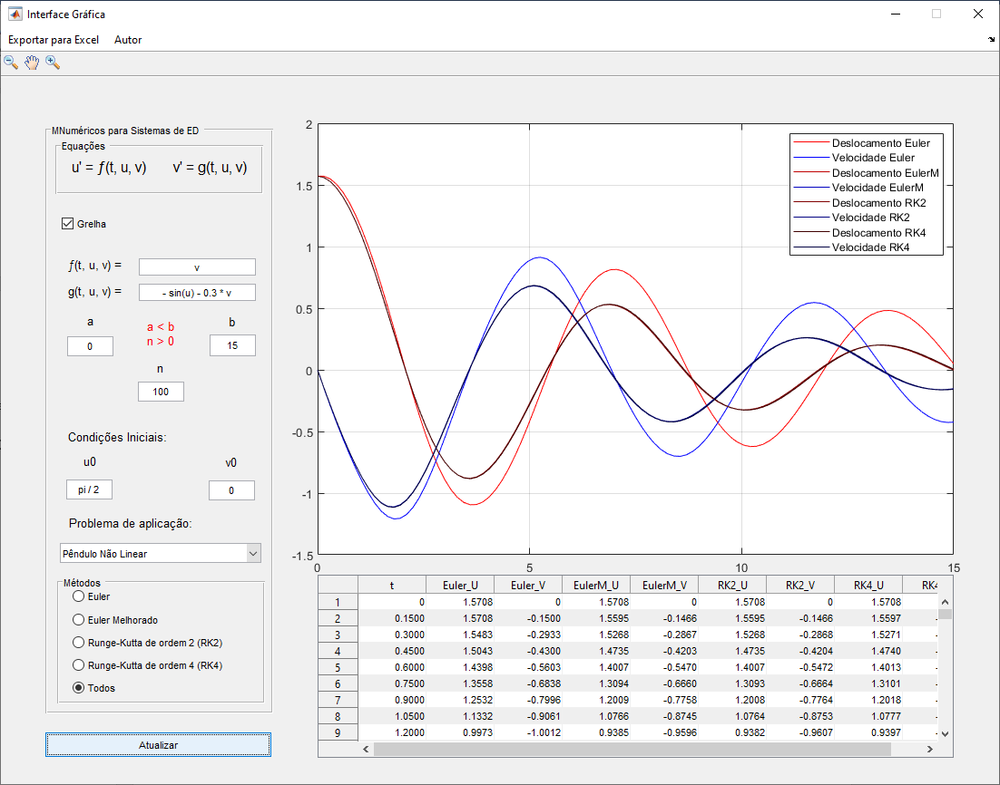 Interface Gráfica
Exportar para Excel Autor
MNuméricos para Sistemas de ED
Equações
u' = ƒ(t, u, v) v' = g(t, u, v)
Grelha
ƒ(t, u, v) = v
g(t, u, v) = - sin(u) - 0.3 * v
a a < b b
0 n > 0 15
n
100
Condições Iniciais:
u0 v0
pi / 2 0
Problema de aplicação:
Pêndulo Não Linear
Métodos
Euler
Euler Melhorado
Runge-Kutta de ordem 2 (RK2)
Runge-Kutta de ordem 4 (RK4)
Todos
Atualizar
2
1.5
1
0.5
0
-0.5
-1
-1.5
0 5 10 15
Deslocamento Euler
Velocidade Euler
Deslocamento EulerM
Velocidade EulerM
Deslocamento RK2
Velocidade RK2
Deslocamento RK4
Velocidade RK4
t Euler_U Euler_V EulerM_U EulerM_V RK2_U RK2_V RK4_U RK4
1 0 1.5708 0 1.5708 0 1.5708 0 1.5708
2 0.1500 1.5708 -0.1500 1.5595 -0.1466 1.5595 -0.1466 1.5597 -
3 0.3000 1.5483 -0.2933 1.5268 -0.2867 1.5268 -0.2868 1.5271 -
4 0.4500 1.5043 -0.4300 1.4735 -0.4203 1.4735 -0.4204 1.4740 -
5 0.6000 1.4398 -0.5603 1.4007 -0.5470 1.4007 -0.5472 1.4013 -
6 0.7500 1.3558 -0.6838 1.3094 -0.6660 1.3093 -0.6664 1.3101 -
7 0.9000 1.2532 -0.7996 1.2009 -0.7758 1.2008 -0.7764 1.2018 -
8 1.0500 1.1332 -0.9061 1.0766 -0.8745 1.0764 -0.8753 1.0777 -
9 1.2000 0.9973 -1.0012 0.9385 -0.9596 0.9382 -0.9607 0.9397 -